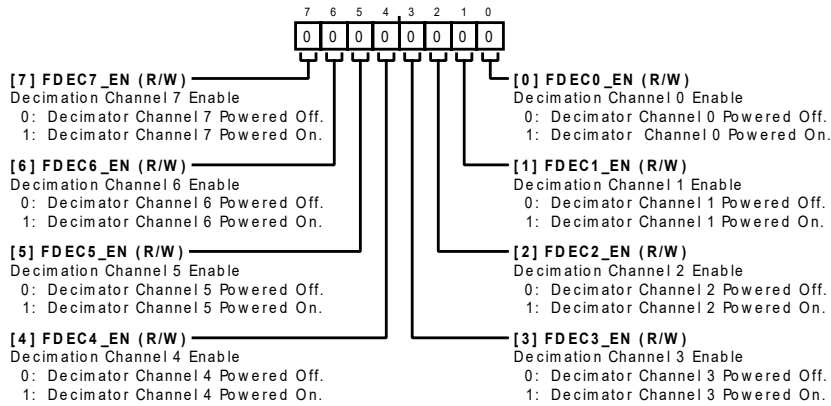 7 6 5 4 3 2 1 0
0 0 0 0 0 0 0 0
[7] FDEC7_EN (R/W)
Decimation Channel 7 Enable
0: Decimator Channel 7 Powered Off.
1: Decimator Channel 7 Powered On.
[6] FDEC6_EN (R/W)
Decimation Channel 6 Enable
0: Decimator Channel 6 Powered Off.
1: Decimator Channel 6 Powered On.
[5] FDEC5_EN (R/W)
Decimation Channel 5 Enable
0: Decimator Channel 5 Powered Off.
1: Decimator Channel 5 Powered On.
[4] FDEC4_EN (R/W)
Decimation Channel 4 Enable
0: Decimator Channel 4 Powered Off.
1: Decimator Channel 4 Powered On.
[0] FDEC0_EN (R/W)
Decimation Channel 0 Enable
0: Decimator Channel 0 Powered Off.
1: Decimator Channel 0 Powered On.
[1] FDEC1_EN (R/W)
Decimation Channel 1 Enable
0: Decimator Channel 1 Powered Off.
1: Decimator Channel 1 Powered On.
[2] FDEC2_EN (R/W)
Decimation Channel 2 Enable
0: Decimator Channel 2 Powered Off.
1: Decimator Channel 2 Powered On.
[3] FDEC3_EN (R/W)
Decimation Channel 3 Enable
0: Decimator Channel 3 Powered Off.
1: Decimator Channel 3 Powered On.